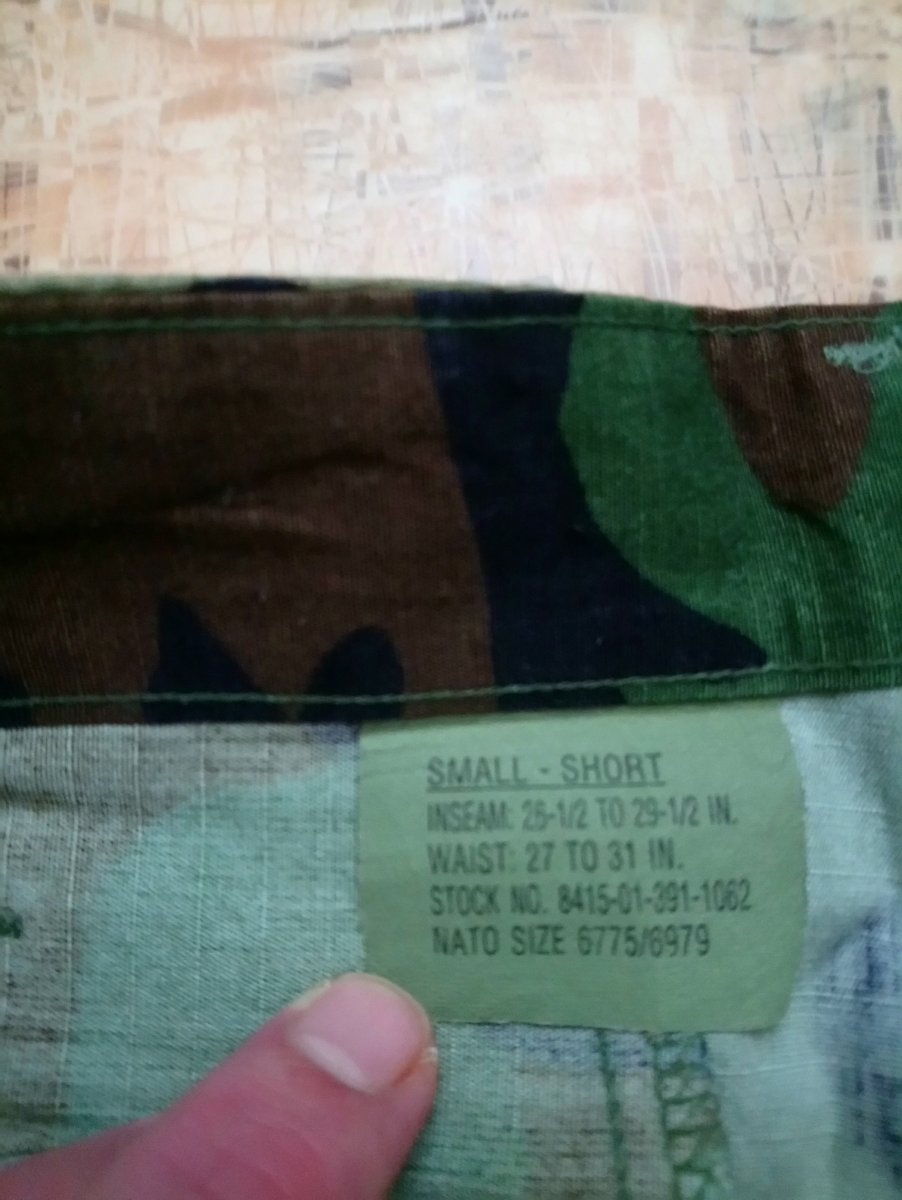 SMALL - SHORT
INSEAM: 26-1/2 TO 29-1/2 IN.
WAIST: 27 TO 31 IN.
STOCK NO. 8415-01-391-1062
NATO SIZE 6775/6979